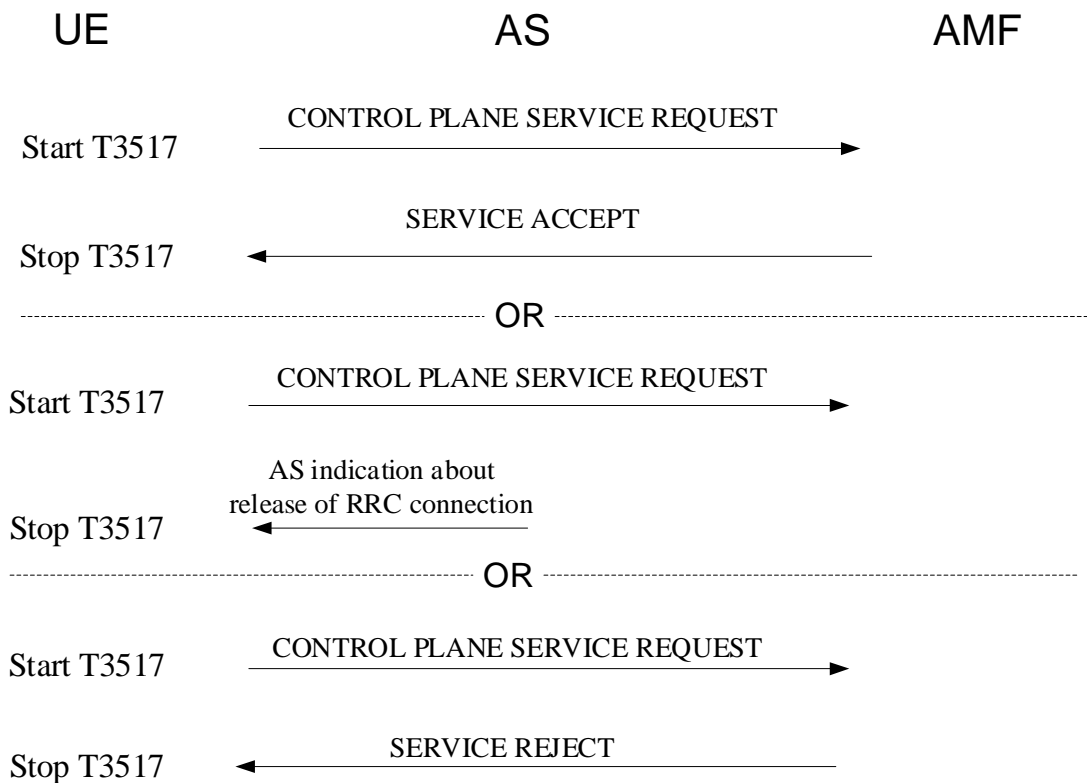 UE AS AMF
CONTROL PLANE SERVICE REQUEST
Start T3517
SERVICE ACCEPT
Stop T3517
OR
CONTROL PLANE SERVICE REQUEST
Start T3517
AS indication about
release of RRC connection
Stop T3517
OR
CONTROL PLANE SERVICE REQUEST
Start T3517
SERVICE REJECT
Stop T3517